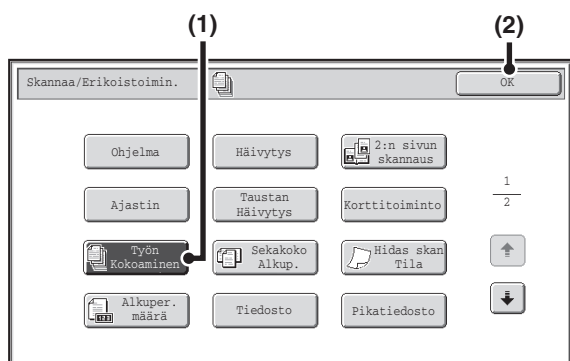 (1)
(2)
Skannaa/Erikoistoimin.
OK
Ohjelma
Häivytys
2:n sivun
skannaus
Ajastin
Taustan
Häivytys
Korttitoiminto
1
2
Työn
Kokoaminen
Sekakoko
Alkup.
Hidas skan
Tila
Alkuper.
määrä
Tiedosto
Pikatiedosto